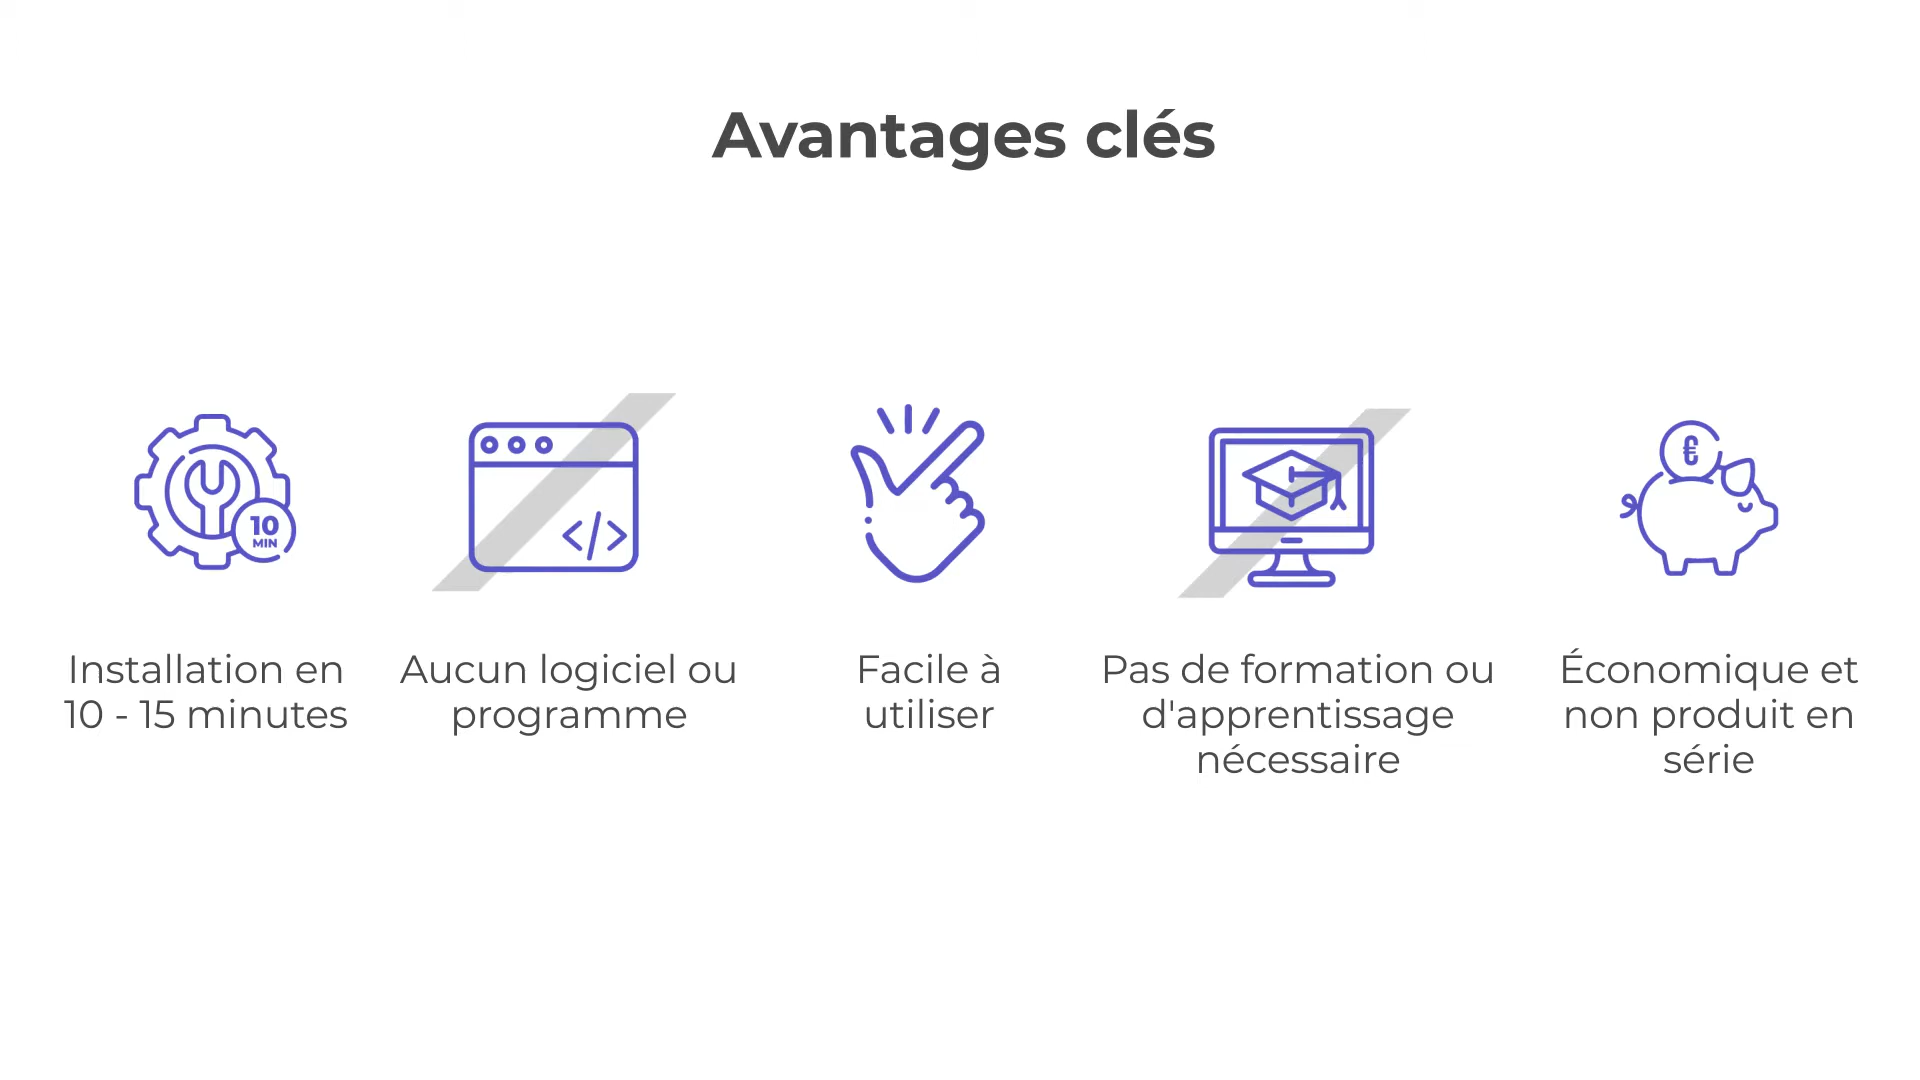 Avantages clés
10
MIN
</>
€
Installation en
10 - 15 minutes
Aucun logiciel ou
programme
Facile à
utiliser
Pas de formation ou
d'apprentissage
nécessaire
Économique et
non produit en
série